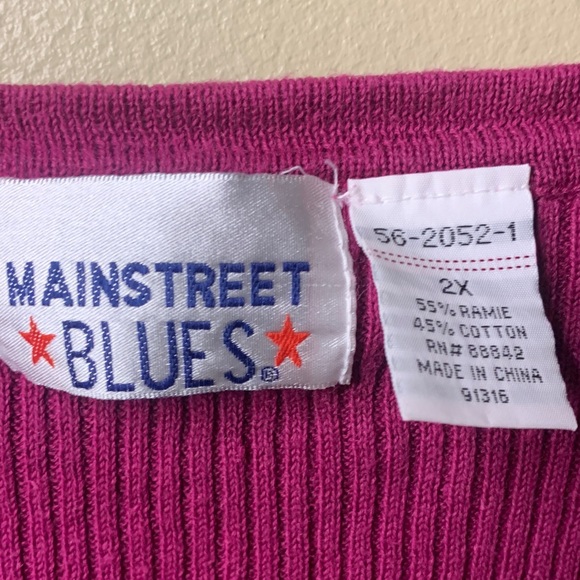 MAINSTREET
BLUES®
56-2052-1
2X
55% RAMIE
45% COTTON
RN# 88842
MADE IN CHINA
91316